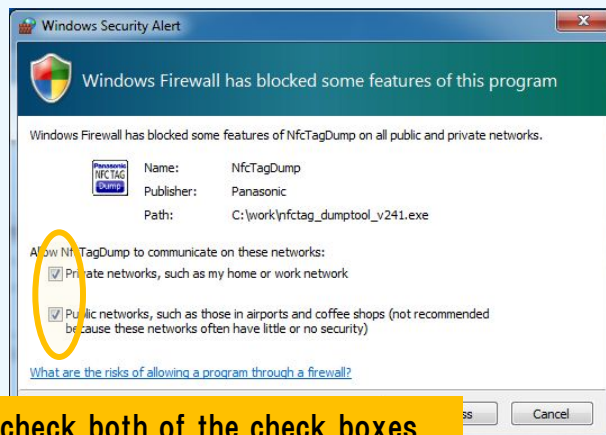 Windows Security Alert
Windows Firewall has blocked some features of this program
Windows Firewall has blocked some features of NfcTagDump on all public and private networks.
Panasonic
NFC TAG
Dump
Name: NfcTagDump
Publisher: Panasonic
Path: C:\work\nfctag_dumptool_v241.exe
Allow NfcTagDump to communicate on these networks:
Private networks, such as my home or work network
Public networks, such as those in airports and coffee shops (not recommended
because these networks often have little or no security)
What are the risks of allowing a program through a firewall?
ss Cancel
check both of the check boxes